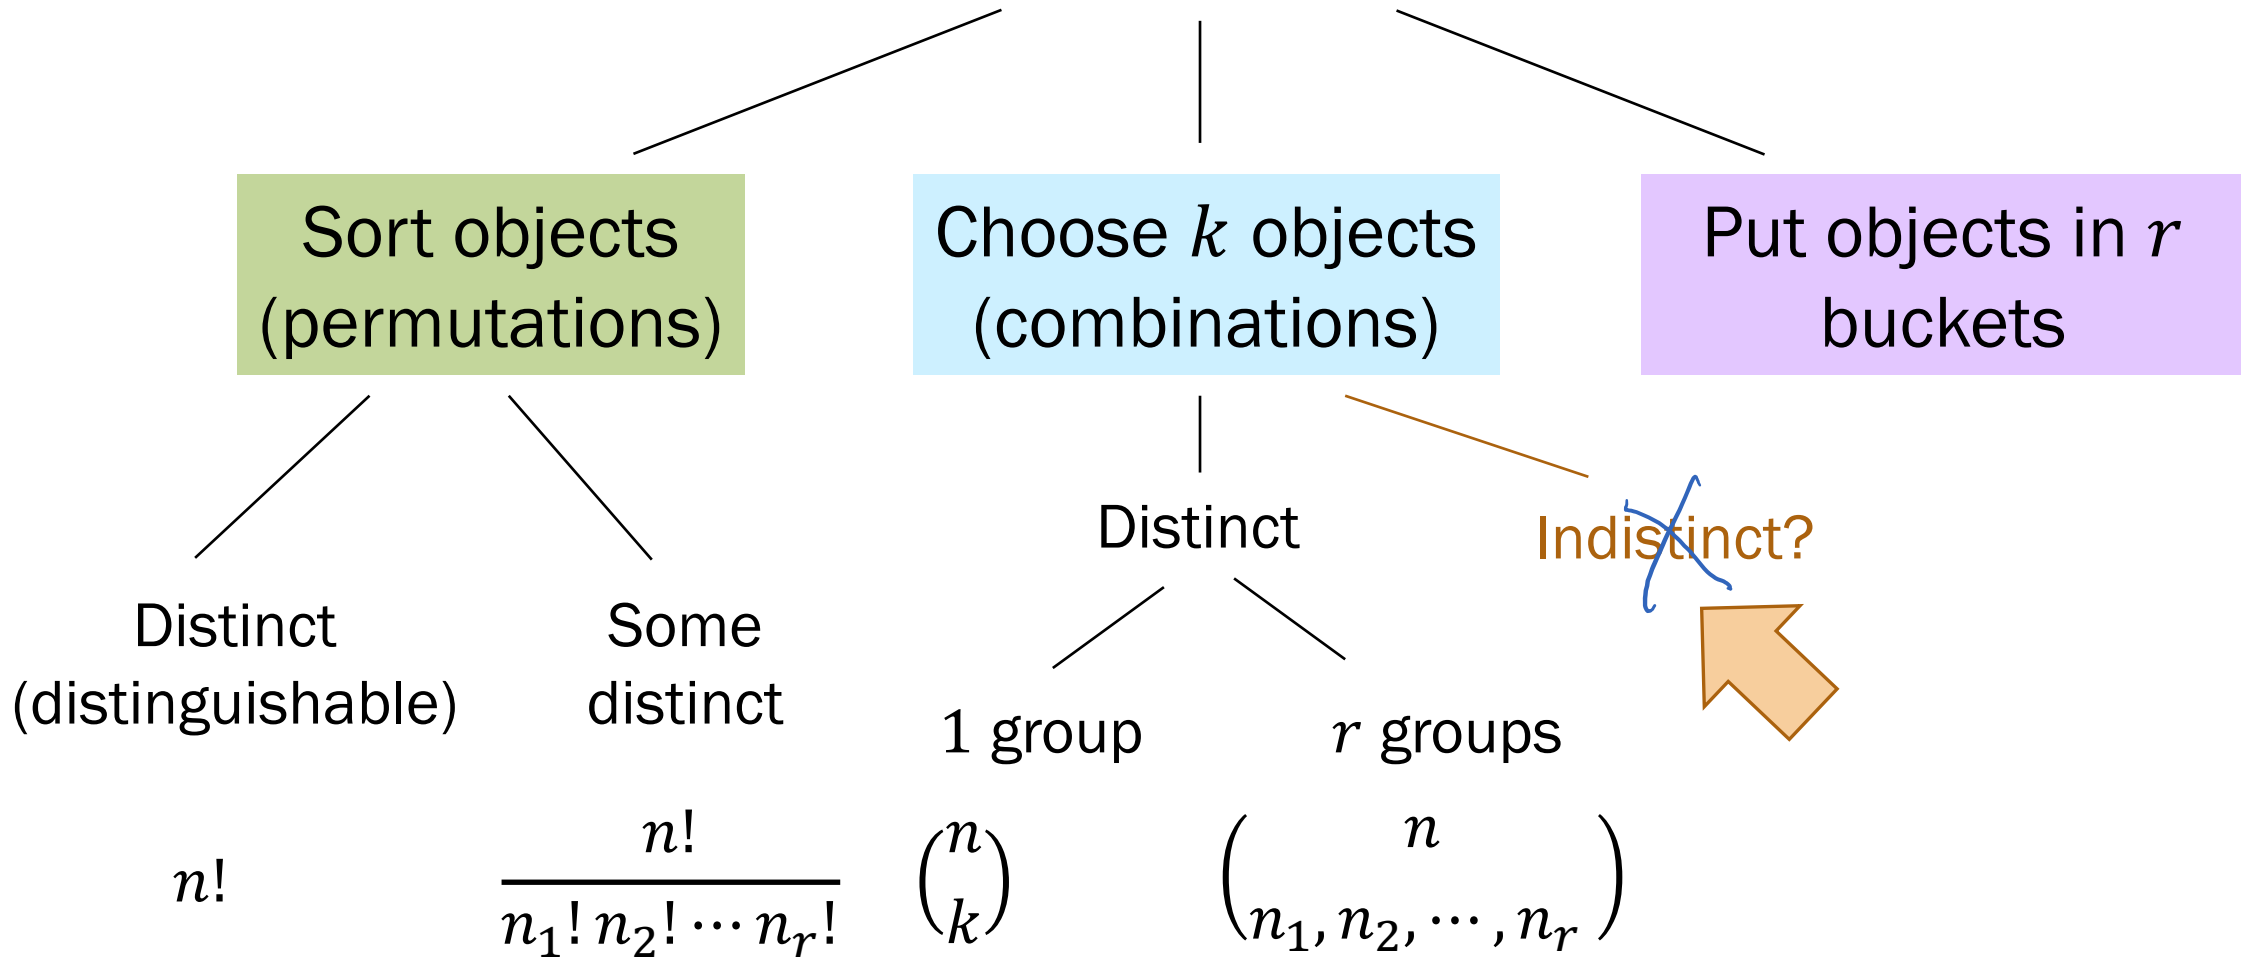 Sort objects
(permutations)
Choose k objects
(combinations)
Put objects in r
buckets
Distinct
(distinguishable)
Some
distinct
Distinct
Indistinct?
1 group
r groups
n!
n!
n₁! n₂! ⋯ nᵣ!
(n
k)
(n
n₁, n₂, ⋯ , nᵣ)